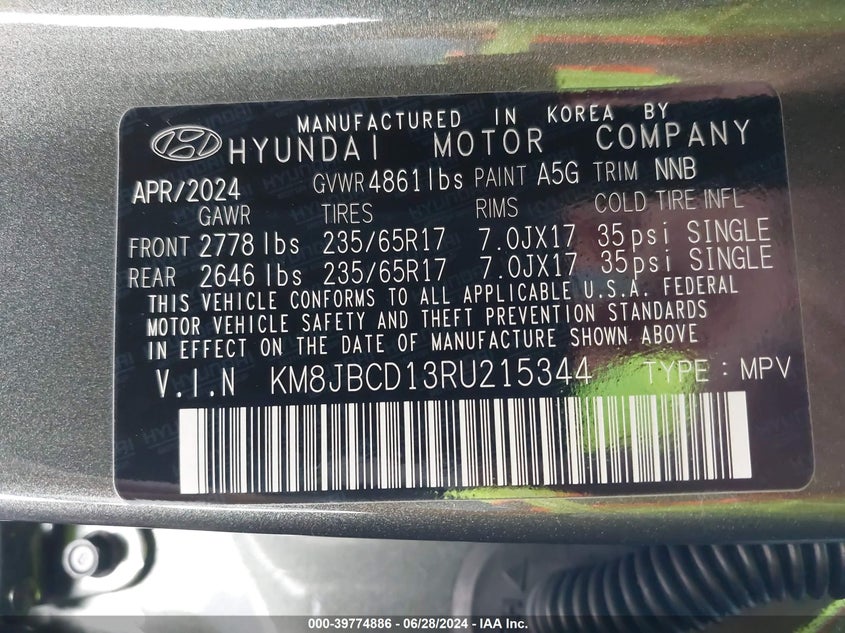 MANUFACTURED IN KOREA BY
HYUNDAI MOTOR COMPANY
APR/2024 GVWR 4861lbs PAINT A5G TRIM NNB
GAWR TIRES RIMS COLD TIRE INFL
FRONT 2778 lbs 235/65R17 7.0JX17 35psi SINGLE
REAR 2646 lbs 235/65R17 7.0JX17 35psi SINGLE
THIS VEHICLE CONFORMS TO ALL APPLICABLE U.S.A. FEDERAL
MOTOR VEHICLE SAFETY AND THEFT PREVENTION STANDARDS
IN EFFECT ON THE DATE OF MANUFACTURE SHOWN ABOVE
V.I.N KM8JBCD13RU215344 TYPE : MPV
000-39774886 - 06/28/2024 - IAA Inc.